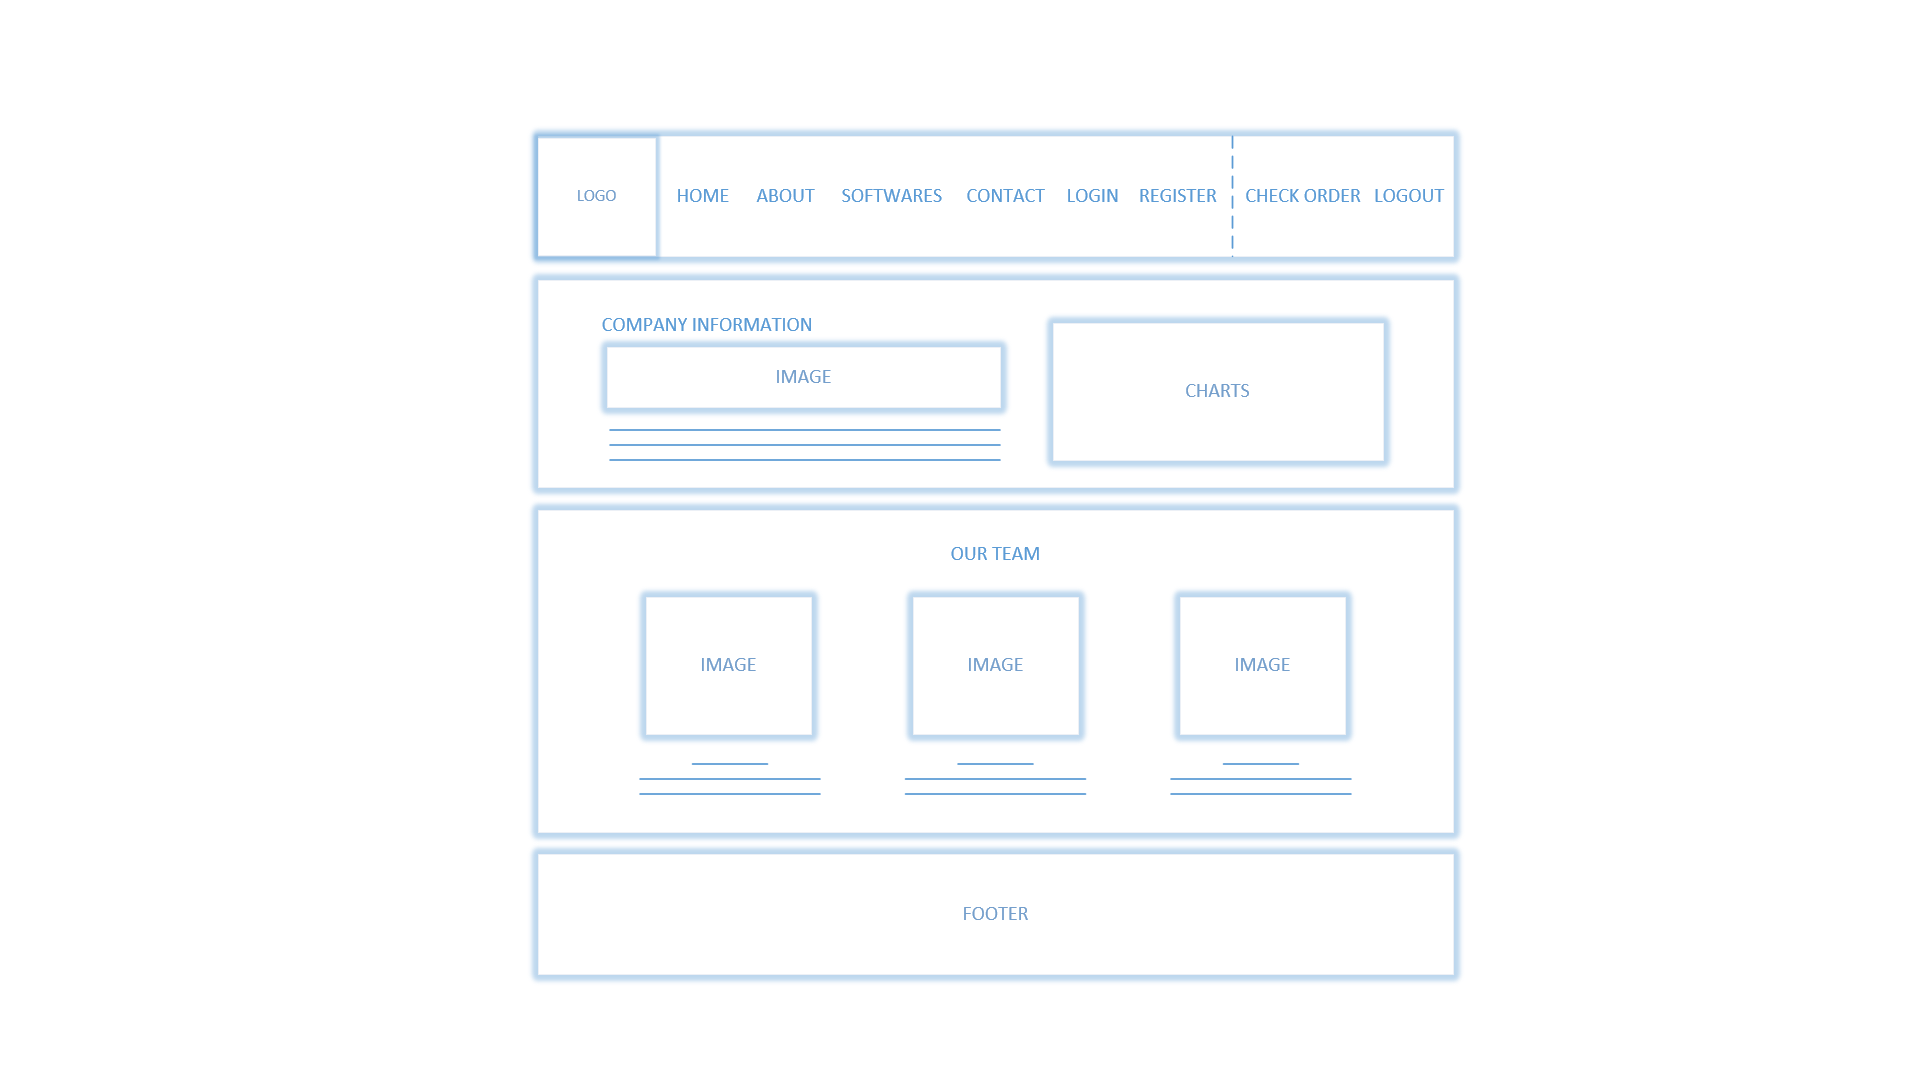 LOGO HOME ABOUT SOFTWARES CONTACT LOGIN REGISTER CHECK ORDER LOGOUT
COMPANY INFORMATION
IMAGE
CHARTS
OUR TEAM
IMAGE IMAGE IMAGE
FOOTER